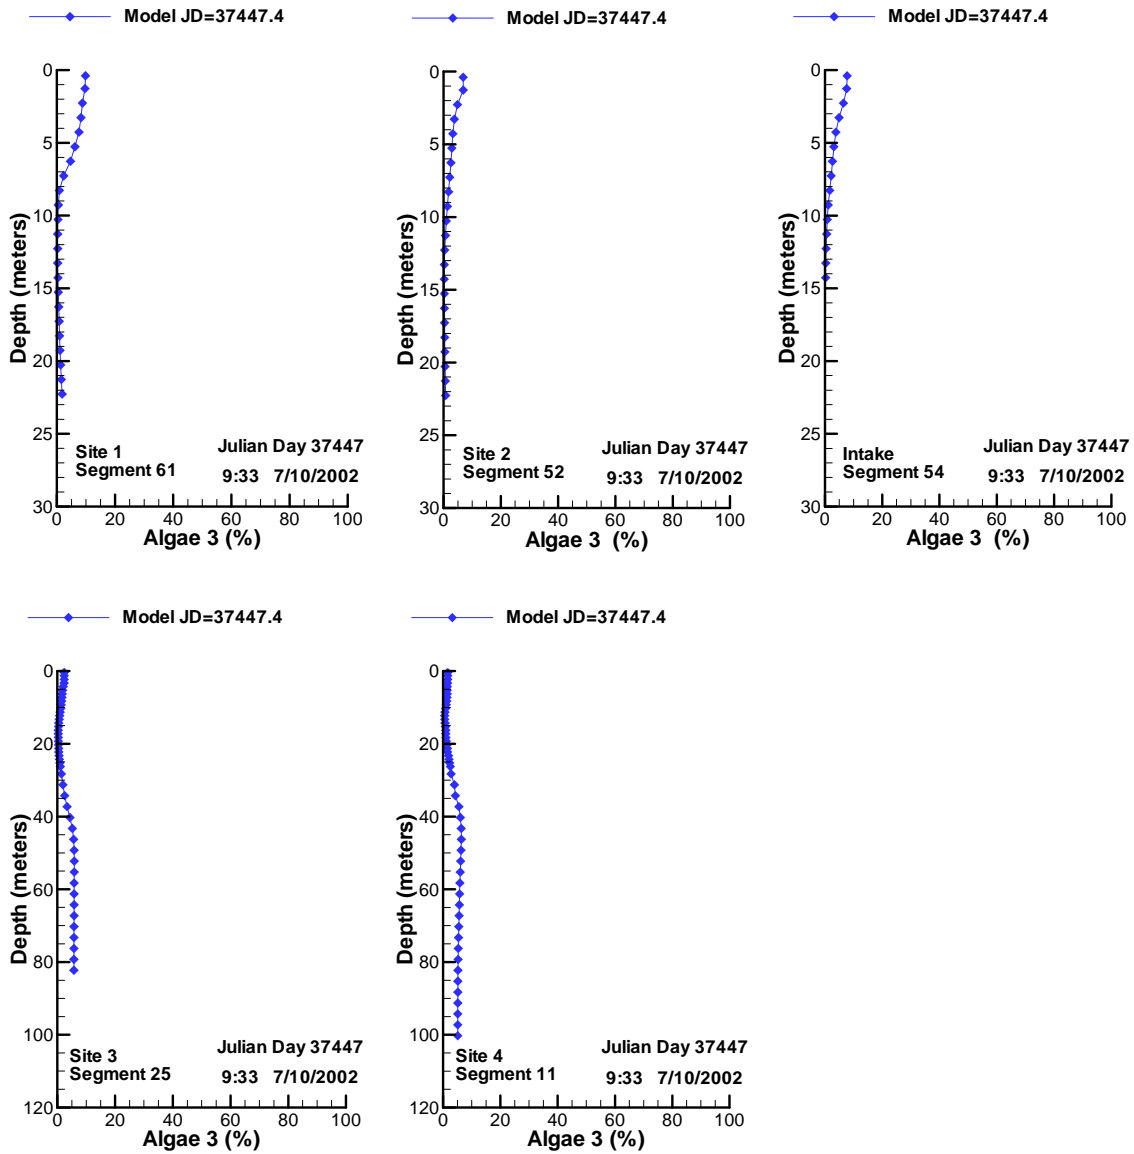 Model JD=37447.4
0
5
10
15
20
25
30
0 20 40 60 80 100
Depth (meters)
Algae 3 (%)
Site 1
Segment 61
Julian Day 37447
9:33 7/10/2002
Model JD=37447.4
0
5
10
15
20
25
30
0 20 40 60 80 100
Depth (meters)
Algae 3 (%)
Site 2
Segment 52
Julian Day 37447
9:33 7/10/2002
Model JD=37447.4
0
5
10
15
20
25
30
0 20 40 60 80 100
Depth (meters)
Algae 3 (%)
Intake
Segment 54
Julian Day 37447
9:33 7/10/2002
Model JD=37447.4
0
20
40
60
80
100
120
0 20 40 60 80 100
Depth (meters)
Algae 3 (%)
Site 3
Segment 25
Julian Day 37447
9:33 7/10/2002
Model JD=37447.4
0
20
40
60
80
100
120
0 20 40 60 80 100
Depth (meters)
Algae 3 (%)
Site 4
Segment 11
Julian Day 37447
9:33 7/10/2002